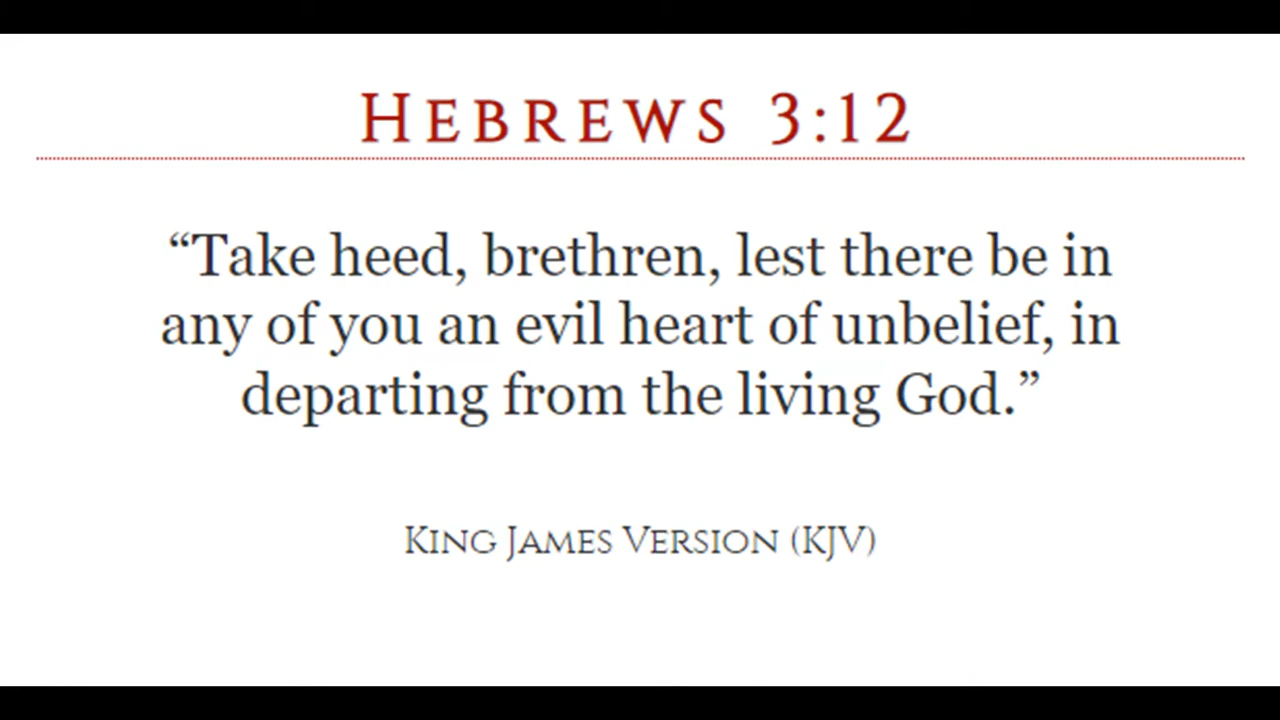 HEBREWS 3:12
“Take heed, brethren, lest there be in
any of you an evil heart of unbelief, in
departing from the living God.”
KING JAMES VERSION (KJV)